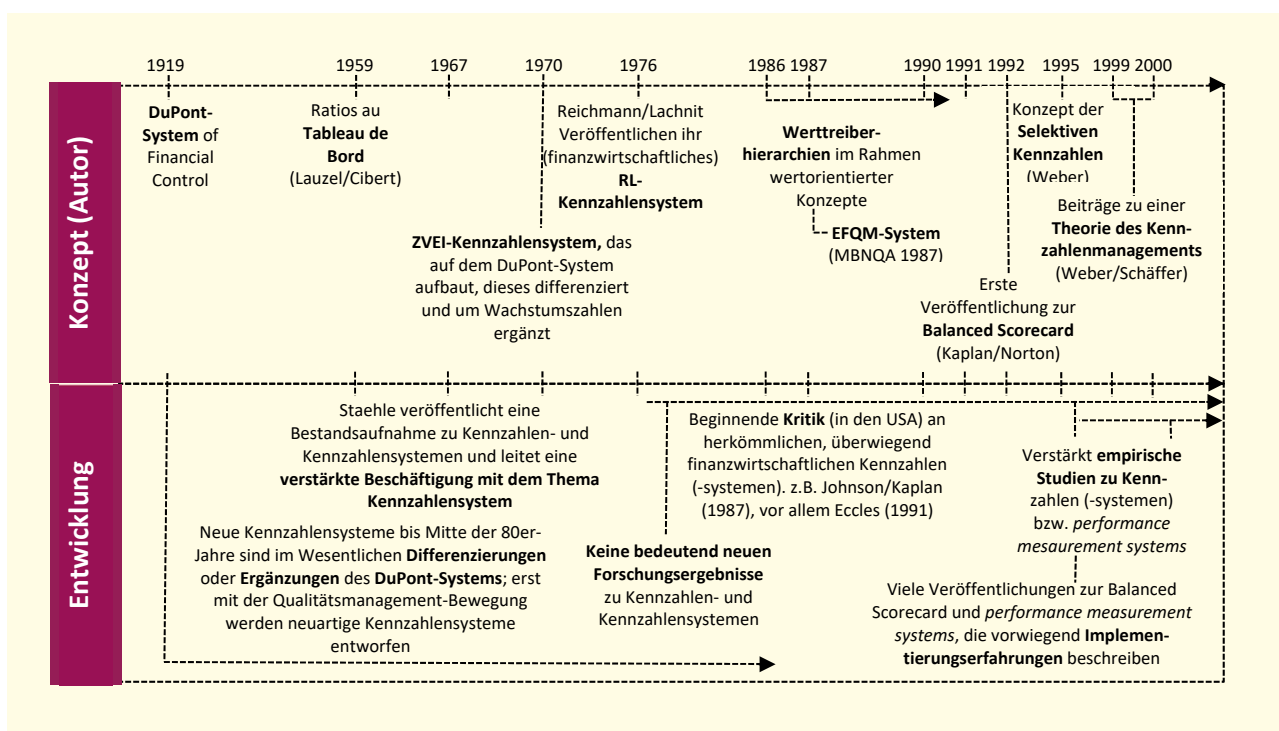 1919 1959 1967 1970 1976 1986 1987 1990 1991 1992 1995 1999 2000
Konzept (Autor)
DuPont-
System of
Financial
Control
Ratios au
Tableau de
Bord
(Lauzel/Cibert)
ZVEI-Kennzahlensystem, das
auf dem DuPont-System
aufbaut, dieses differenziert
und um Wachstumszahlen
ergänzt
Reichmann/Lachnit
Veröffentlichen ihr
(finanzwirtschaftliches)
RL-
Kennzahlensystem
Werttreiber-
hierarchien im Rahmen
wertorientierter
Konzepte
EFQM-System
(MBNQA 1987)
Erste
Veröffentlichung zur
Balanced Scorecard
(Kaplan/Norton)
Konzept der
Selektiven
Kennzahlen
(Weber)
Beiträge zu einer
Theorie des Kenn-
zahlenmanagements
(Weber/Schäffer)
Entwicklung
Staehle veröffentlicht eine
Bestandsaufnahme zu Kennzahlen- und
Kennzahlensystemen und leitet eine
verstärkte Beschäftigung mit dem Thema
Kennzahlensystem
Neue Kennzahlensysteme bis Mitte der 80er-
Jahre sind im Wesentlichen Differenzierungen
oder Ergänzungen des DuPont-Systems; erst
mit der Qualitätsmanagement-Bewegung
werden neuartige Kennzahlensysteme
entworfen
Keine bedeutend neuen
Forschungsergebnisse
zu Kennzahlen- und
Kennzahlensystemen
Beginnende Kritik (in den USA) an
herkömmlichen, überwiegend
finanzwirtschaftlichen Kennzahlen
(-systemen). z.B. Johnson/Kaplan
(1987), vor allem Eccles (1991)
Verstärkt empirische
Studien zu Kenn-
zahlen (-systemen)
bzw. performance
mesaurement systems
Viele Veröffentlichungen zur Balanced
Scorecard und performance measurement
systems, die vorwiegend Implemen-
tierungserfahrungen beschreiben